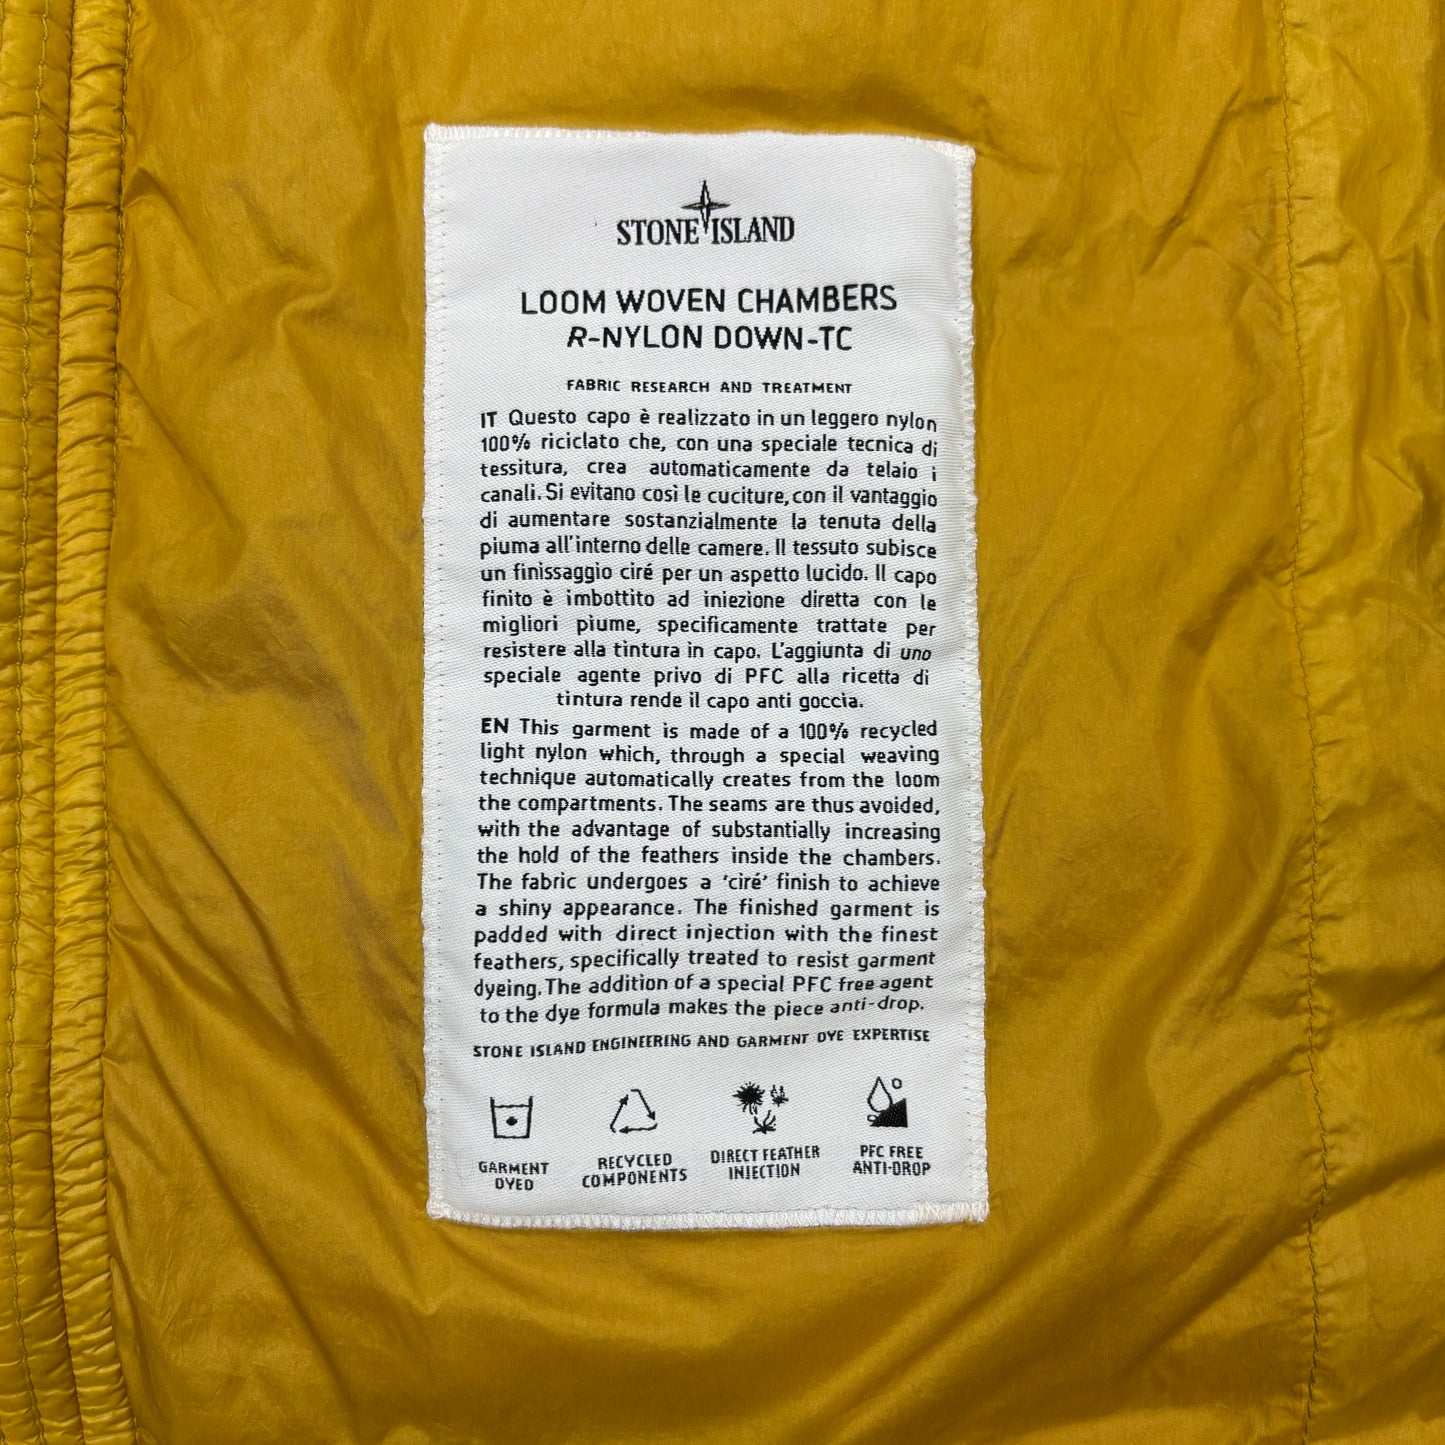 STONE ISLAND
LOOM WOVEN CHAMBERS
R-NYLON DOWN-TC
FABRIC RESEARCH AND TREATMENT
IT Questo capo è realizzato in un leggero nylon
100% riciclato che, con una speciale tecnica di
tessitura, crea automaticamente da telaio i
canali. Si evitano così le cuciture, con il vantaggio
di aumentare sostanzialmente la tenuta della
piuma all'interno delle camere. Il tessuto subisce
un finissaggio ciré per un aspetto lucido. Il capo
finito è imbottito ad iniezione diretta con le
migliori piume, specificamente trattate per
resistere alla tintura in capo. L'aggiunta di uno
speciale agente privo di PFC alla ricetta di
tintura rende il capo anti goccia.
EN This garment is made of a 100% recycled
light nylon which, through a special weaving
technique automatically creates from the loom
the compartments. The seams are thus avoided,
with the advantage of substantially increasing
the hold of the feathers inside the chambers.
The fabric undergoes a 'ciré' finish to achieve
a shiny appearance. The finished garment is
padded with direct injection with the finest
feathers, specifically treated to resist garment
dyeing. The addition of a special PFC free agent
to the dye formula makes the piece anti-drop.
STONE ISLAND ENGINEERING AND GARMENT DYE EXPERTISE
GARMENT
DYED
RECYCLED
COMPONENTS
DIRECT FEATHER
INJECTION
PFC FREE
ANTI-DROP